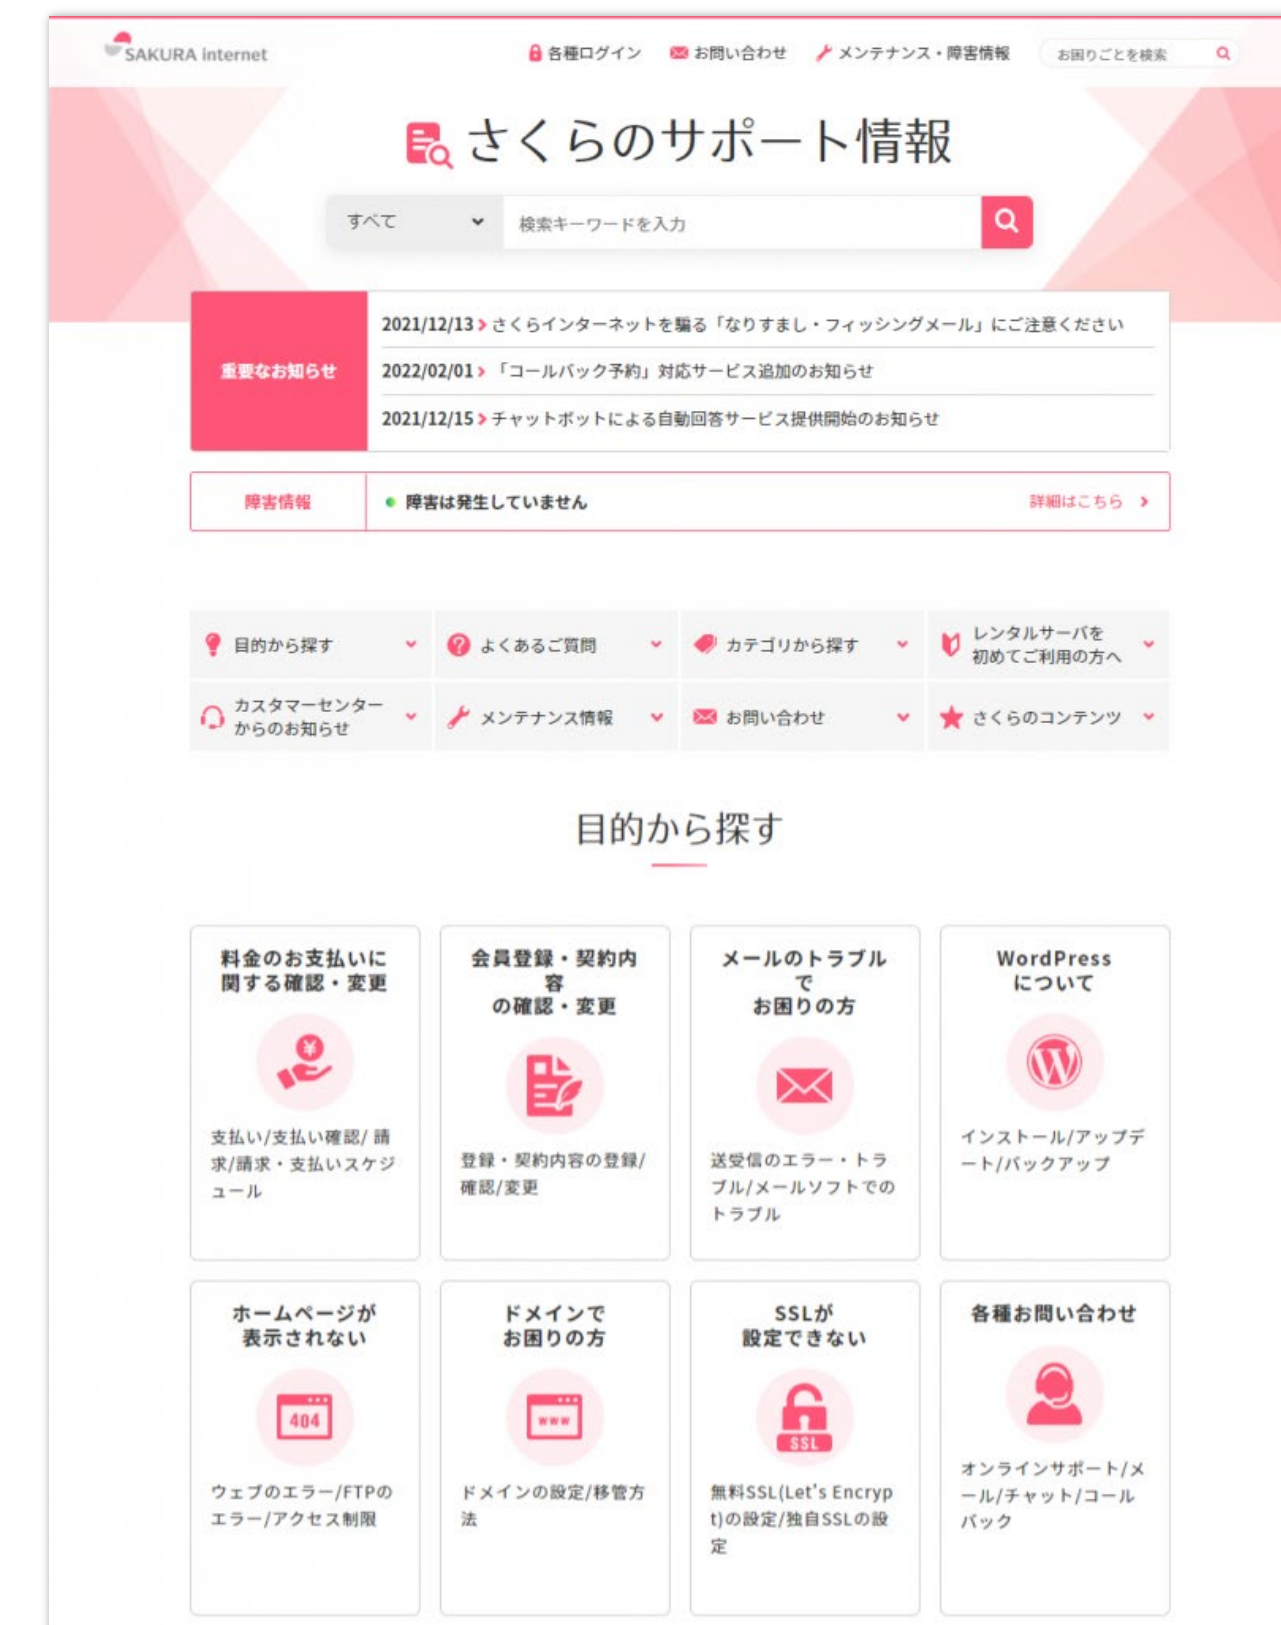 SAKURA internet
各種ログイン お問い合わせ メンテナンス・障害情報 お困りごとを検索
さくらのサポート情報
すべて 検索キーワードを入力
重要なお知らせ
2021/12/13 さくらインターネットを騙る「なりすまし・フィッシングメール」にご注意ください
2022/02/01 「コールバック予約」対応サービス追加のお知らせ
2021/12/15 チャットボットによる自動回答サービス提供開始のお知らせ
障害情報 障害は発生していません 詳細はこちら
目的から探す よくあるご質問 カテゴリから探す
レンタルサーバを
初めてご利用の方へ
カスタマーセンター
からのお知らせ
メンテナンス情報 お問い合わせ さくらのコンテンツ
目的から探す
料金のお支払いに
関する確認・変更
¥
支払い/支払い確認/ 請
求/請求・支払いスケジ
ュール
会員登録・契約内
容
の確認・変更
登録・契約内容の登録/
確認/変更
メールのトラブル
で
お困りの方
送受信のエラー・トラ
ブル/メールソフトでの
トラブル
WordPress
について
W
インストール/アップデ
ート/バックアップ
ホームページが
表示されない
404
ウェブのエラー/FTPの
エラー/アクセス制限
ドメインで
お困りの方
www
ドメインの設定/移管方
法
SSLが
設定できない
SSL
無料SSL(Let's Encryp
t)の設定/独自SSLの設
定
各種お問い合わせ
オンラインサポート/メ
ール/チャット/コール
バック